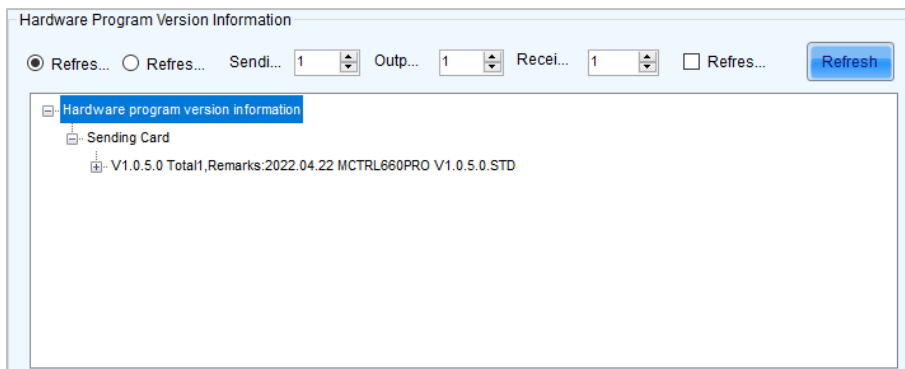 Hardware Program Version Information
Refres... Refres... Sendi... 1 Outp... 1 Recei... 1 Refres... Refresh
Hardware program version information
Sending Card
V1.0.5.0 Total1,Remarks:2022.04.22 MCTRL660PRO V1.0.5.0.STD